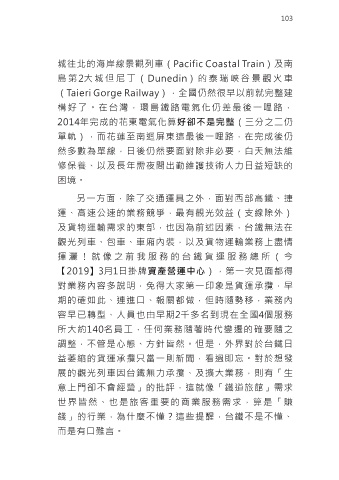 103
城往北的海岸線景觀列車（Pacific Coastal Train）及南
島第2大城但尼丁（Dunedin）的泰瑞峽谷景觀火車
（Taieri Gorge Railway），全國仍然很早以前就完整建
構好了。在台灣，環島鐵路電氣化仍差最後一哩路，
2014年完成的花東電氣化算好卻不是完整（三分之二仍
單軌），而花蓮至南迴屏東這最後一哩路，在完成後仍
然多數為單線，日後仍然要面對除非必要，白天無法維
修保養、以及長年需夜間出勤維護技術人力日益短缺的
困境。
另一方面，除了交通運具之外，面對西部高鐵、捷
運、高速公速的業務競爭，最有觀光效益（支線除外）
及貨物運輸需求的東部，也因為前述因素，台鐵無法在
觀光列車、包車、車廂內裝，以及貨物運輸業務上盡情
揮灑！就像之前我服務的台鐵貨運服務總所（今
【2019】3月1日掛牌資產營運中心），第一次見面都得
對業務內容多說明，免得大家第一印象是貨運承攬，早
期的確如此、連進口、報關都做，但時隨勢移，業務內
容早已轉型、人員也由早期2千多名到現在全國4個服務
所大約140名員工，任何業務隨著時代變遷的確要隨之
調整，不管是心態、方針皆然。但是，外界對於台鐵日
益萎縮的貨運承攬只當一則新聞，看過即忘。對於想發
展的觀光列車因台鐵無力承攬、及擴大業務，則有「生
意上門卻不會經營」的批評，這就像「鐵道旅館」需求
世界皆然、也是旅客重要的商業服務需求，算是「賺
錢」的行業，為什麼不懂？這些提醒，台鐵不是不懂、
而是有口難言。